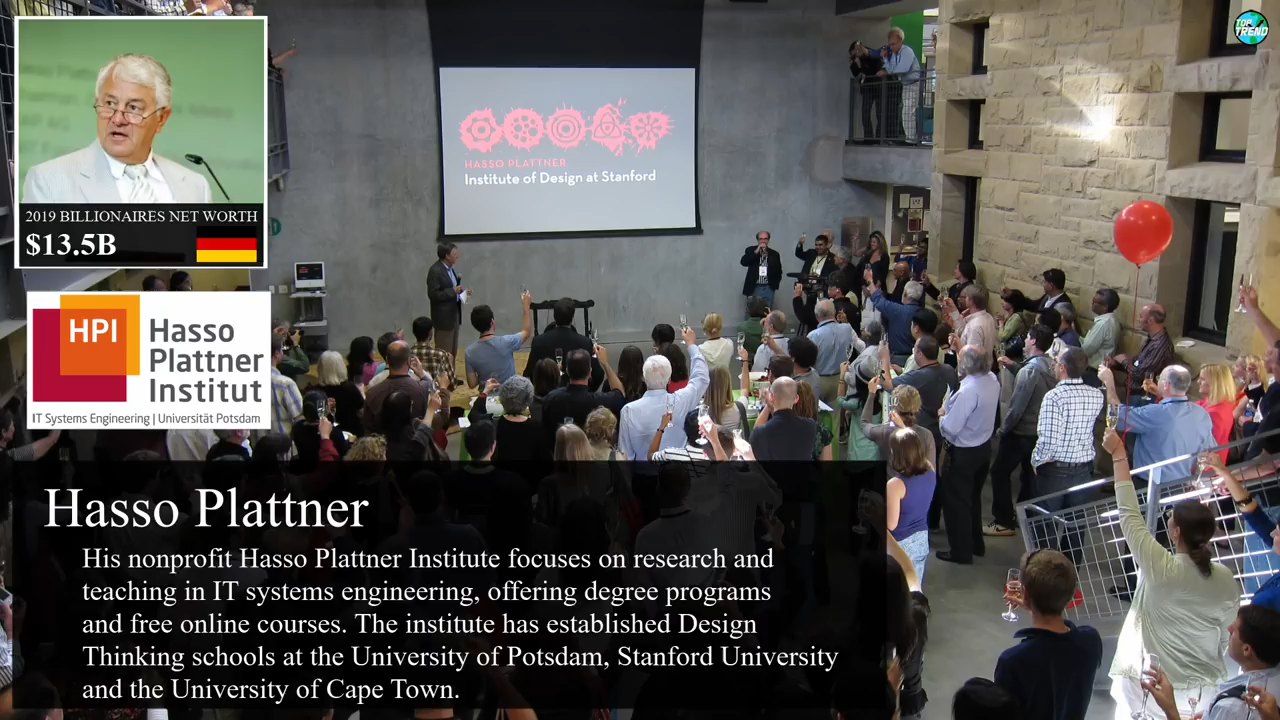 TOP
TREND
HASSO PLATTNER
Institute of Design at Stanford
2019 BILLIONAIRES NET WORTH
$13.5B
HPI
Hasso
Plattner
Institut
IT Systems Engineering | Universität Potsdam
Hasso Plattner
His nonprofit Hasso Plattner Institute focuses on research and
teaching in IT systems engineering, offering degree programs
and free online courses. The institute has established Design
Thinking schools at the University of Potsdam, Stanford University
and the University of Cape Town.